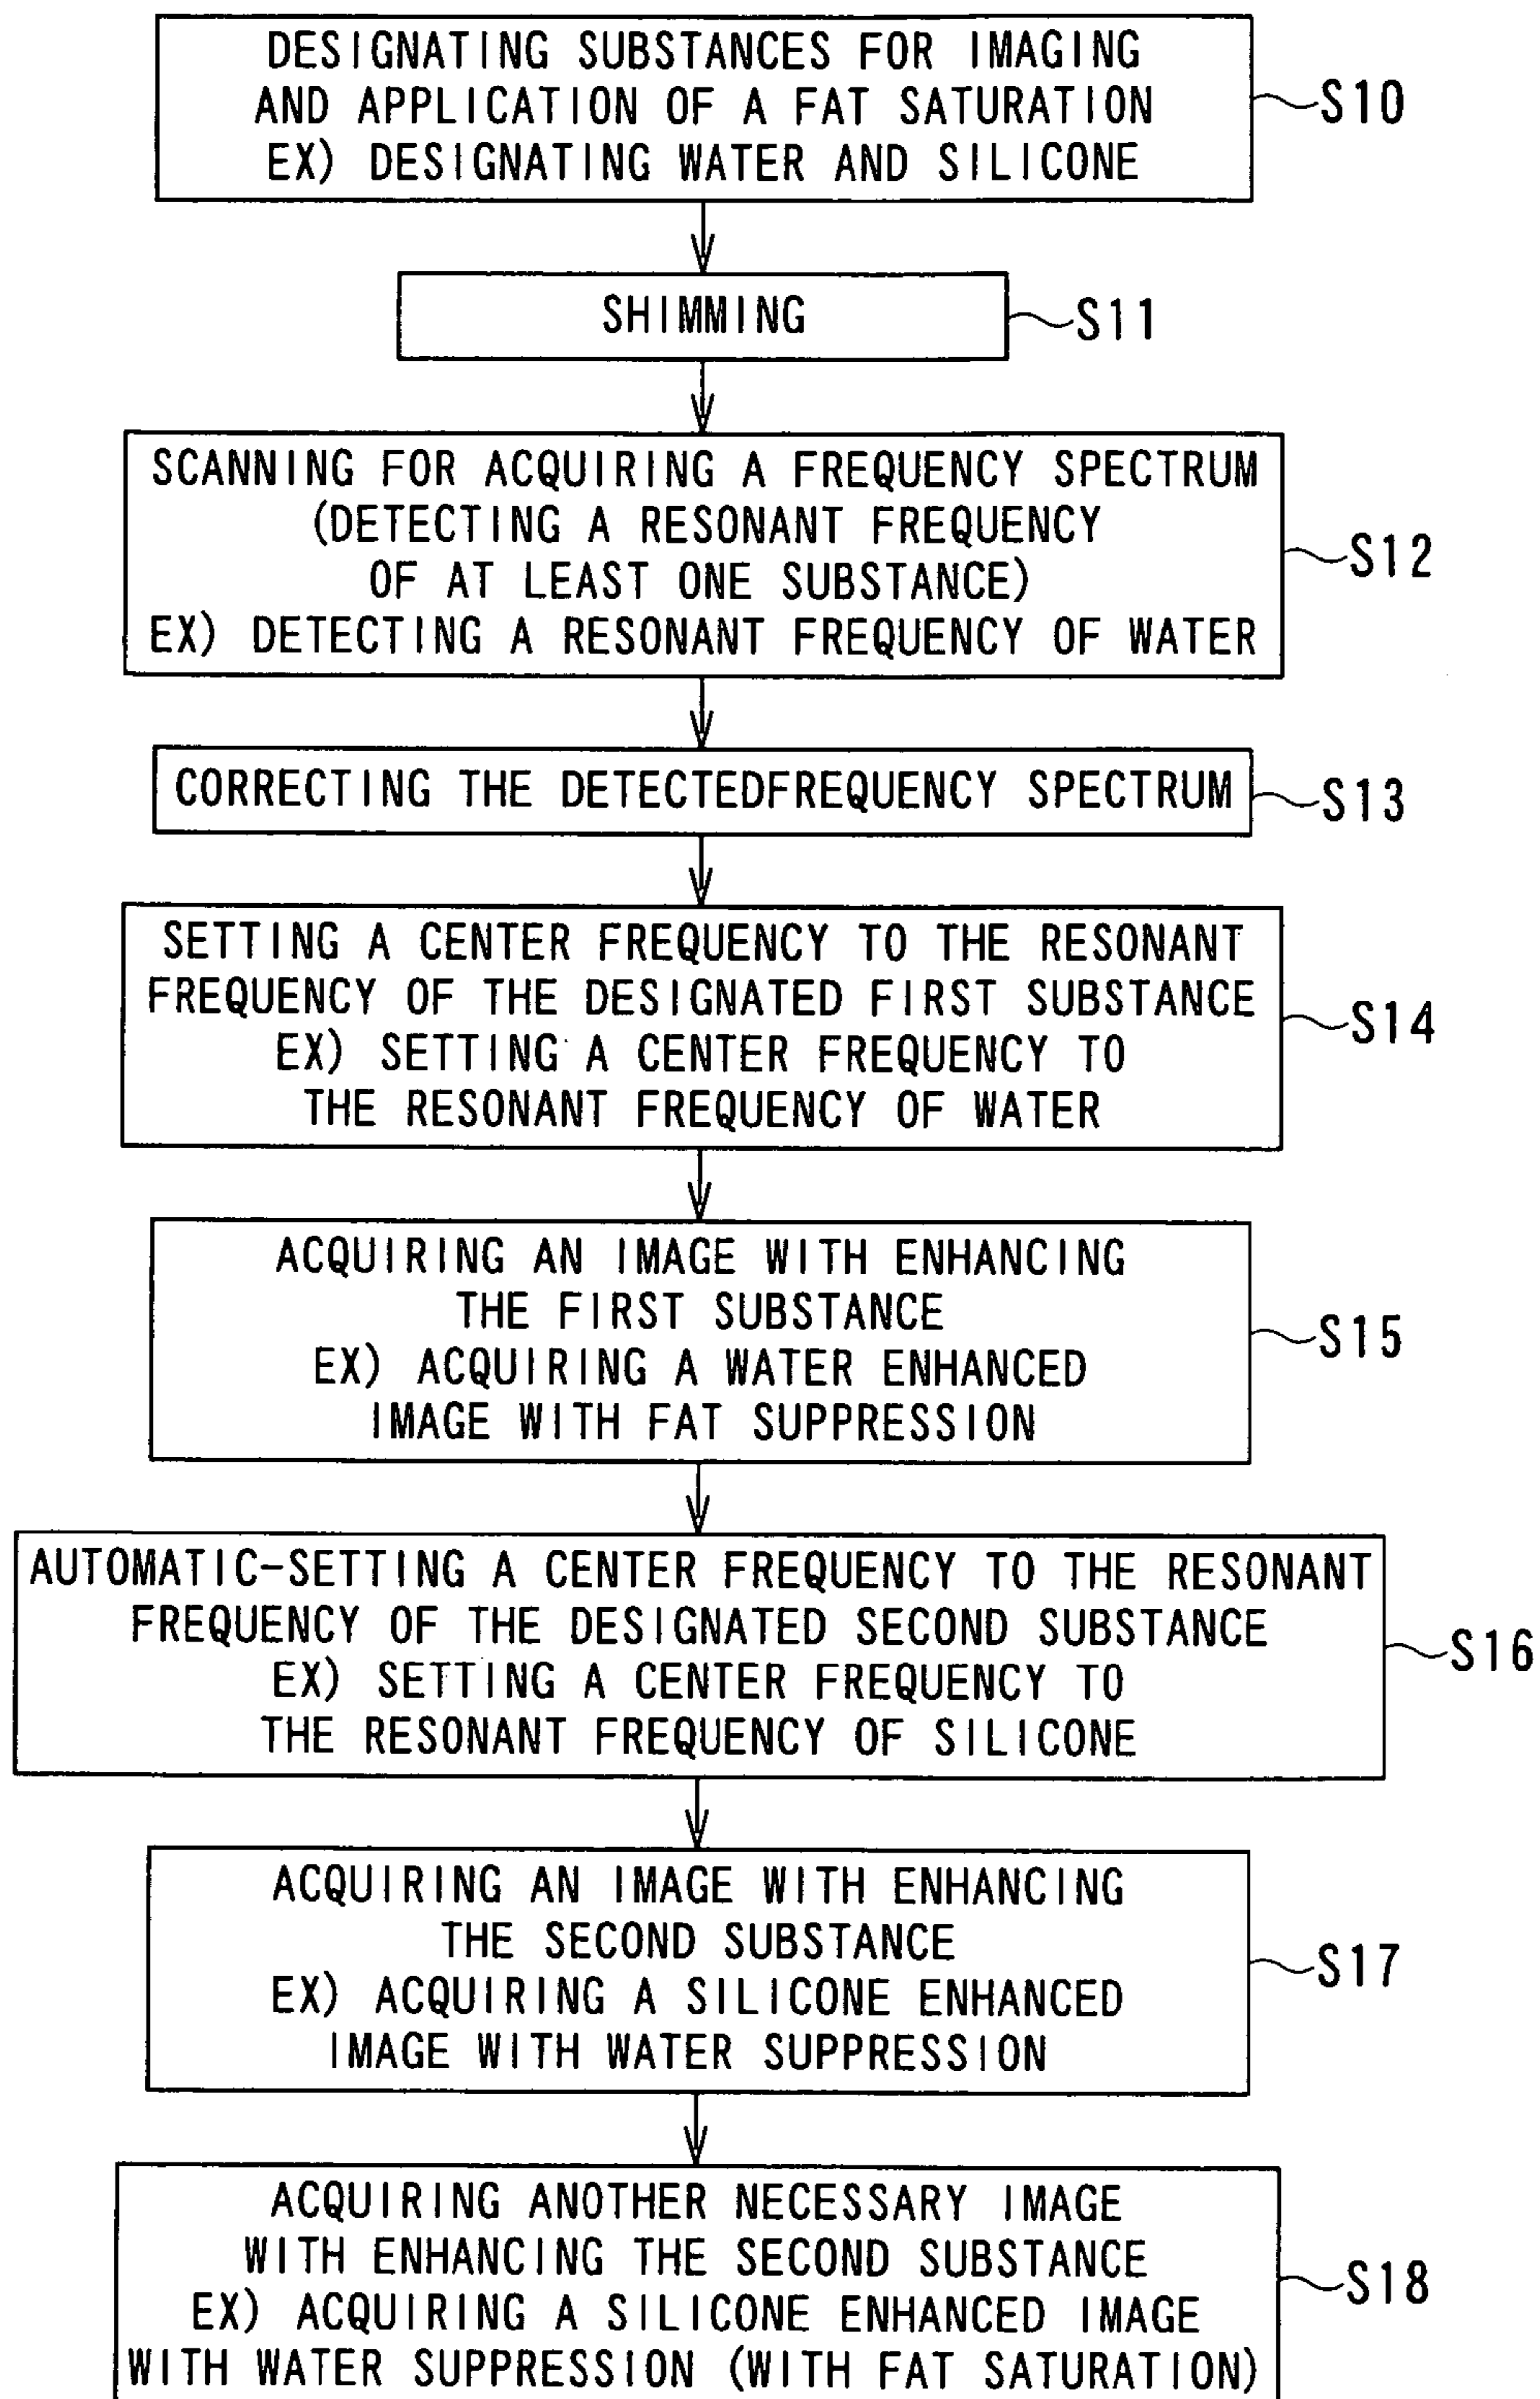 DESIGNATING SUBSTANCES FOR IMAGING
AND APPLICATION OF A FAT SATURATION
EX) DESIGNATING WATER AND SILICONE
S10
SHIMMING
S11
SCANNING FOR ACQUIRING A FREQUENCY SPECTRUM
(DETECTING A RESONANT FREQUENCY
OF AT LEAST ONE SUBSTANCE)
EX) DETECTING A RESONANT FREQUENCY OF WATER
S12
CORRECTING THE DETECTEDFREQUENCY SPECTRUM
S13
SETTING A CENTER FREQUENCY TO THE RESONANT
FREQUENCY OF THE DESIGNATED FIRST SUBSTANCE
EX) SETTING A CENTER FREQUENCY TO
THE RESONANT FREQUENCY OF WATER
S14
ACQUIRING AN IMAGE WITH ENHANCING
THE FIRST SUBSTANCE
EX) ACQUIRING A WATER ENHANCED
IMAGE WITH FAT SUPPRESSION
S15
AUTOMATIC-SETTING A CENTER FREQUENCY TO THE RESONANT
FREQUENCY OF THE DESIGNATED SECOND SUBSTANCE
EX) SETTING A CENTER FREQUENCY TO
THE RESONANT FREQUENCY OF SILICONE
S16
ACQUIRING AN IMAGE WITH ENHANCING
THE SECOND SUBSTANCE
EX) ACQUIRING A SILICONE ENHANCED
IMAGE WITH WATER SUPPRESSION
S17
ACQUIRING ANOTHER NECESSARY IMAGE
WITH ENHANCING THE SECOND SUBSTANCE
EX) ACQUIRING A SILICONE ENHANCED IMAGE
WITH WATER SUPPRESSION (WITH FAT SATURATION)
S18